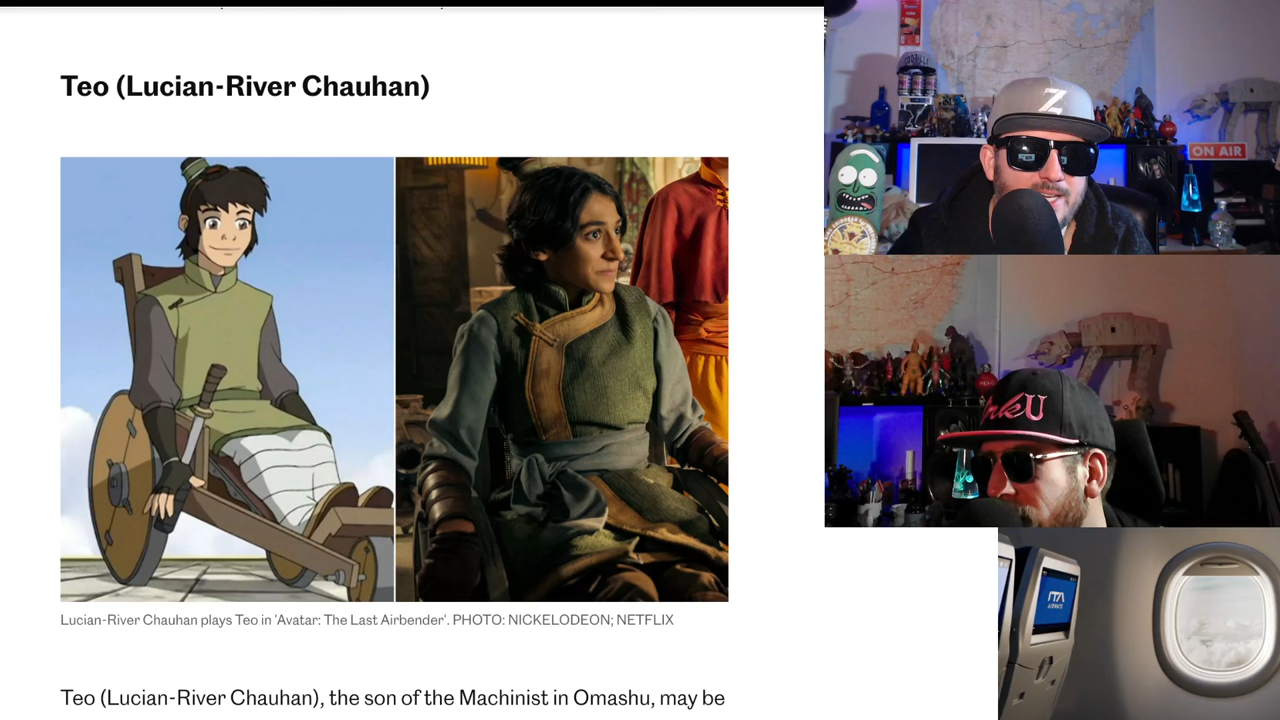 Teo (Lucian-River Chauhan)
Lucian-River Chauhan plays Teo in 'Avatar: The Last Airbender'. PHOTO: NICKELODEON; NETFLIX
Teo (Lucian-River Chauhan), the son of the Machinist in Omashu, may be
Z
ON AIR
ITA
AIRWAYS